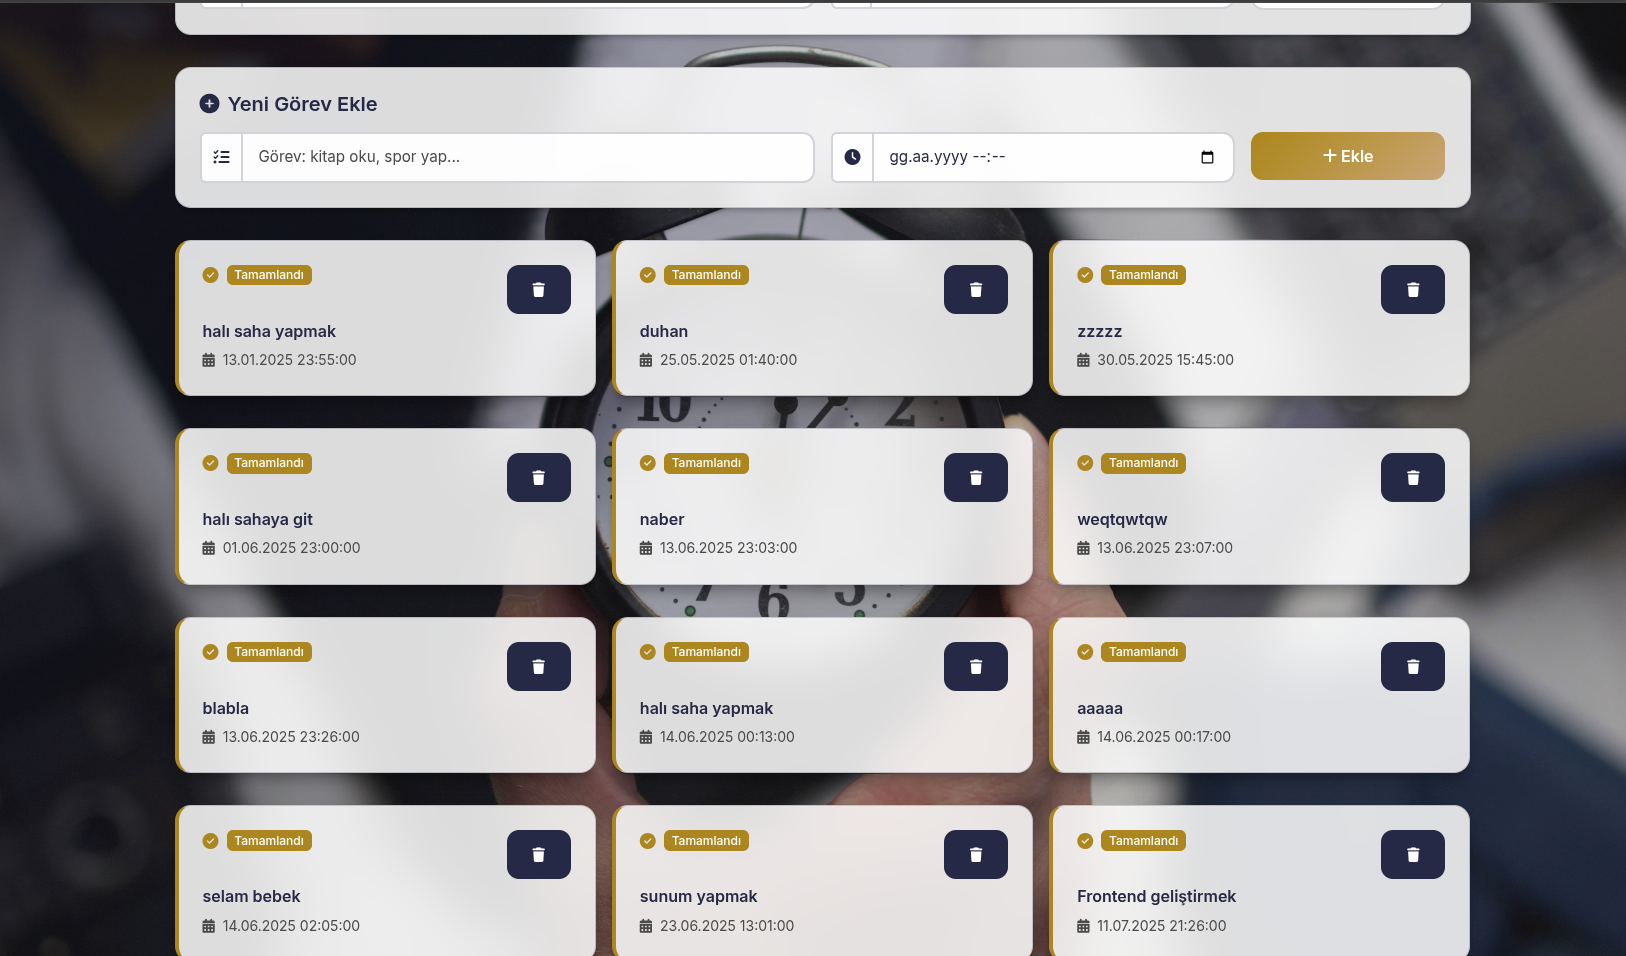 Yeni Görev Ekle
Görev: kitap oku, spor yap...
gg.aa.yyyy --:--
Ekle
Tamamlandı
halı saha yapmak
13.01.2025 23:55:00
Tamamlandı
duhan
25.05.2025 01:40:00
Tamamlandı
zzzzz
30.05.2025 15:45:00
10
2
Tamamlandı
halı sahaya git
01.06.2025 23:00:00
Tamamlandı
naber
13.06.2025 23:03:00
Tamamlandı
weqtqwtqw
13.06.2025 23:07:00
7
6
5
Tamamlandı
blabla
13.06.2025 23:26:00
Tamamlandı
halı saha yapmak
14.06.2025 00:13:00
Tamamlandı
aaaaa
14.06.2025 00:17:00
Tamamlandı
selam bebek
14.06.2025 02:05:00
Tamamlandı
sunum yapmak
23.06.2025 13:01:00
Tamamlandı
Frontend geliştirmek
11.07.2025 21:26:00